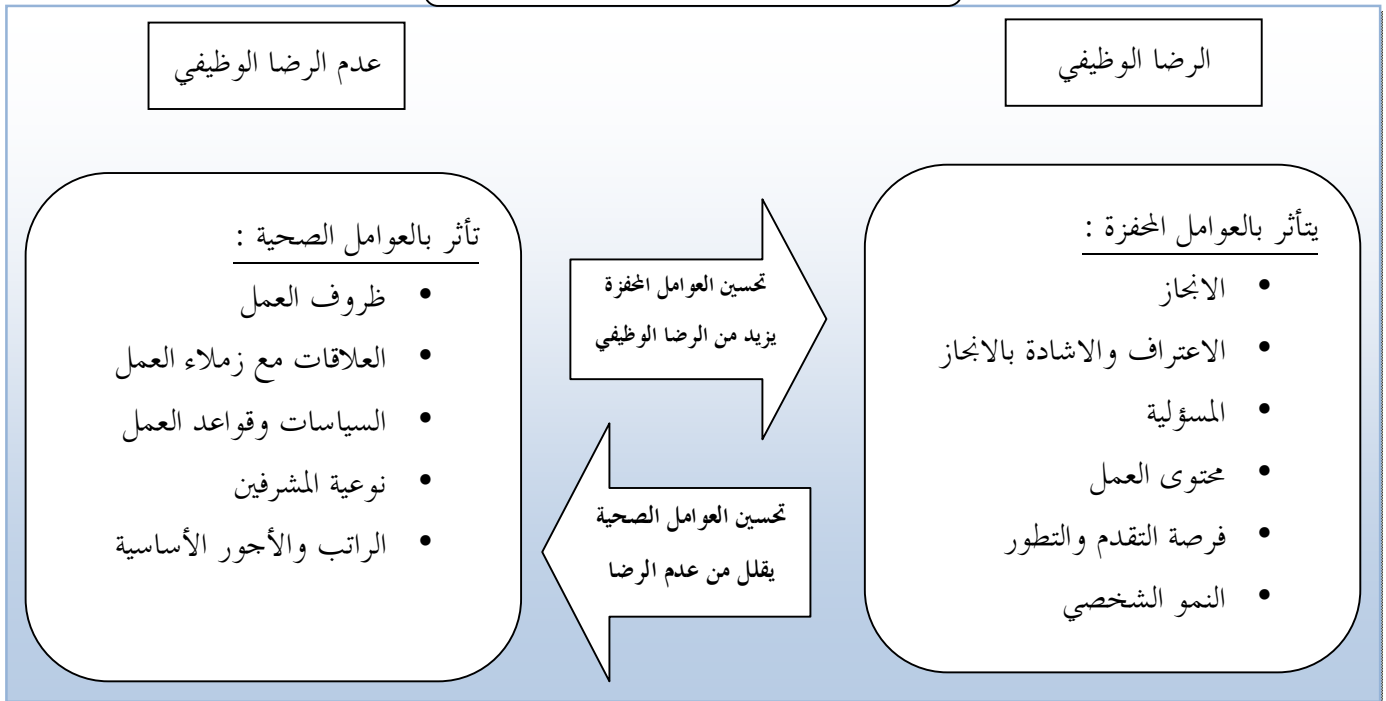 الرضا الوظيفي
عدم الرضا الوظيفي
يتأثر بالعوامل المحفزة :
• الانجاز
• الاعتراف والاشادة بالانجاز
• المسؤلية
• محتوى العمل
• فرصة التقدم والتطور
• النمو الشخصي
تحسين العوامل المحفزة
يزيد من الرضا الوظيفي
تحسين العوامل الصحية
يقلل من عدم الرضا
تأثر بالعوامل الصحية :
• ظروف العمل
• العلاقات مع زملاء العمل
• السياسات وقواعد العمل
• نوعية المشرفين
• الراتب والأجور الأساسية